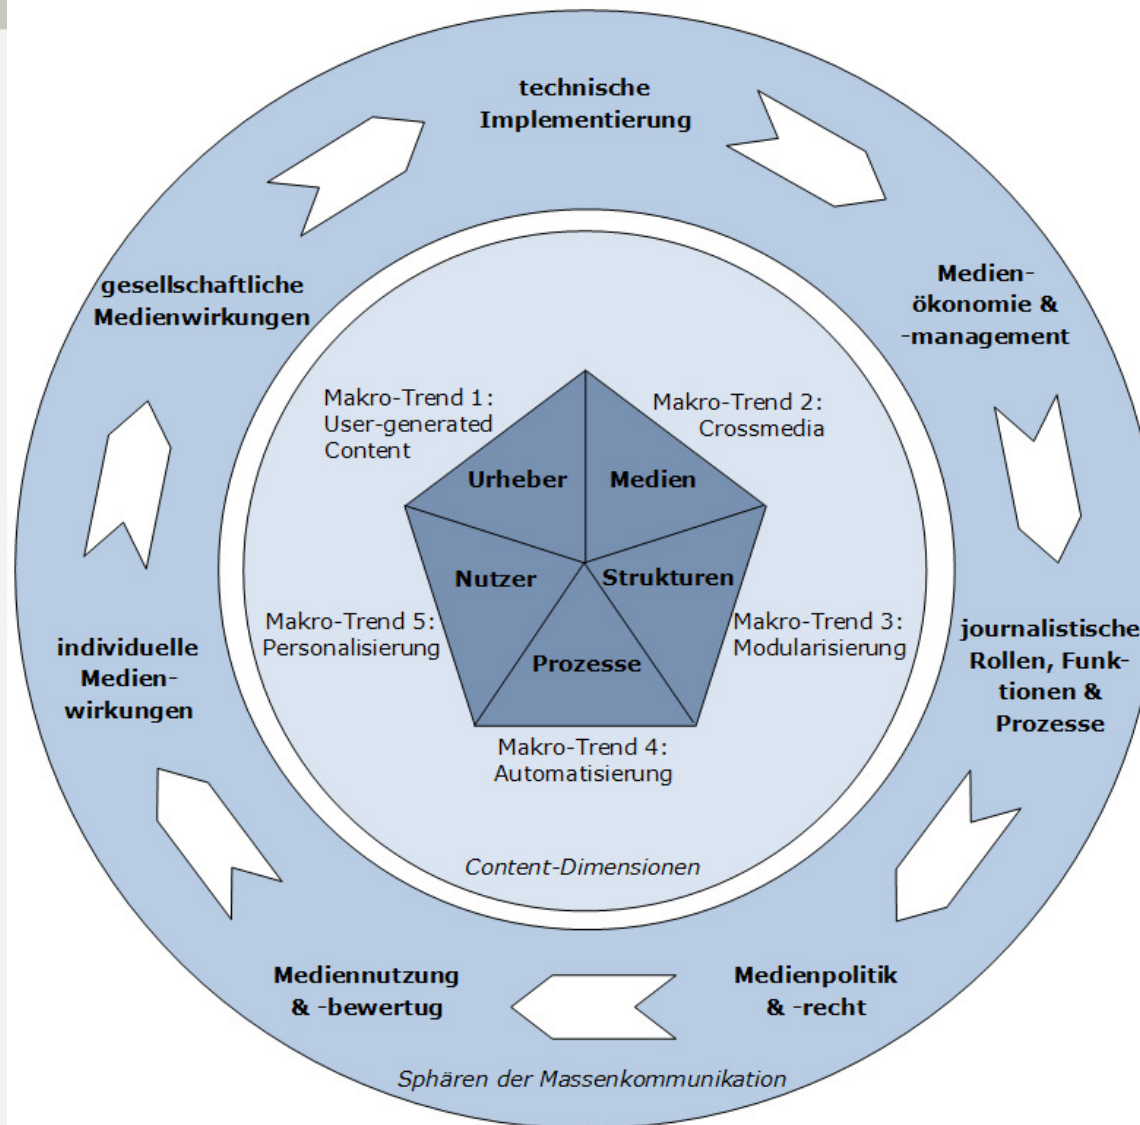 technische
Implementierung
Medien-
ökonomie &
-management
journalistische
Rollen, Funk-
tionen &
Prozesse
Medienpolitik
& -recht
Mediennutzung
& -bewertug
individuelle
Medien-
wirkungen
gesellschaftliche
Medienwirkungen
Makro-Trend 1:
User-generated
Content
Makro-Trend 2:
Crossmedia
Urheber
Medien
Nutzer
Strukturen
Prozesse
Makro-Trend 5:
Personalisierung
Makro-Trend 3:
Modularisierung
Makro-Trend 4:
Automatisierung
Content-Dimensionen
Sphären der Massenkommunikation